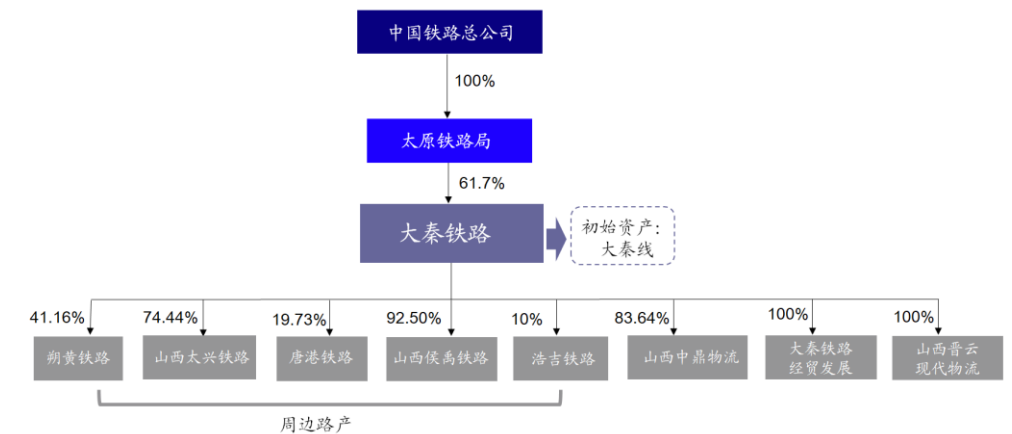 中国铁路总公司
100%
太原铁路局
61.7%
大秦铁路
初始资产：
大秦线
41.16%
74.44%
19.73%
92.50%
10%
83.64%
100%
100%
朔黄铁路
山西太兴铁路
唐港铁路
山西侯禹铁路
浩吉铁路
山西中鼎物流
大秦铁路
经贸发展
山西晋云
现代物流
周边路产